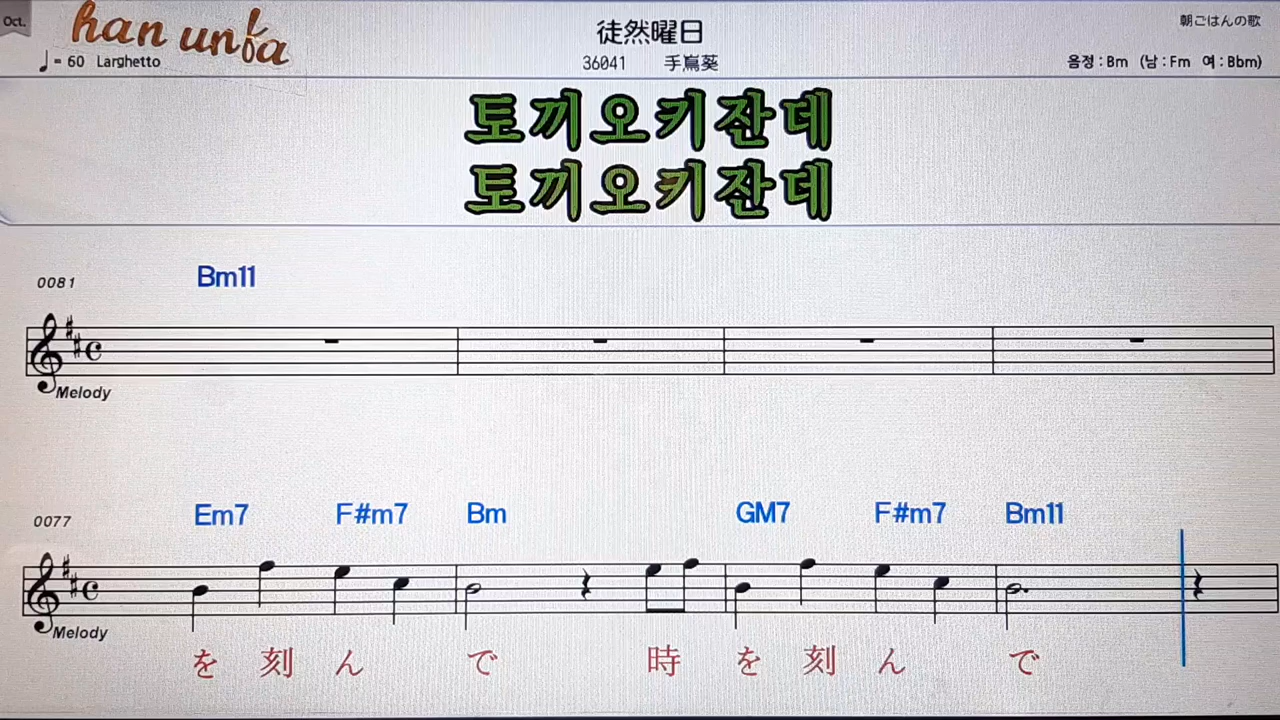 Oct.
han unfa
徒然曜日
朝ごはんの歌
♩= 60 Larghetto
36041 手嶌葵
음정 : Bm (남 : Fm 여 : Bbm)
토끼오키잔데
토끼오키잔데
0081 Bm11
Melody
0077 Em7 F#m7 Bm GM7 F#m7 Bm11
Melody
を 刻 ん で 時 を 刻 ん で